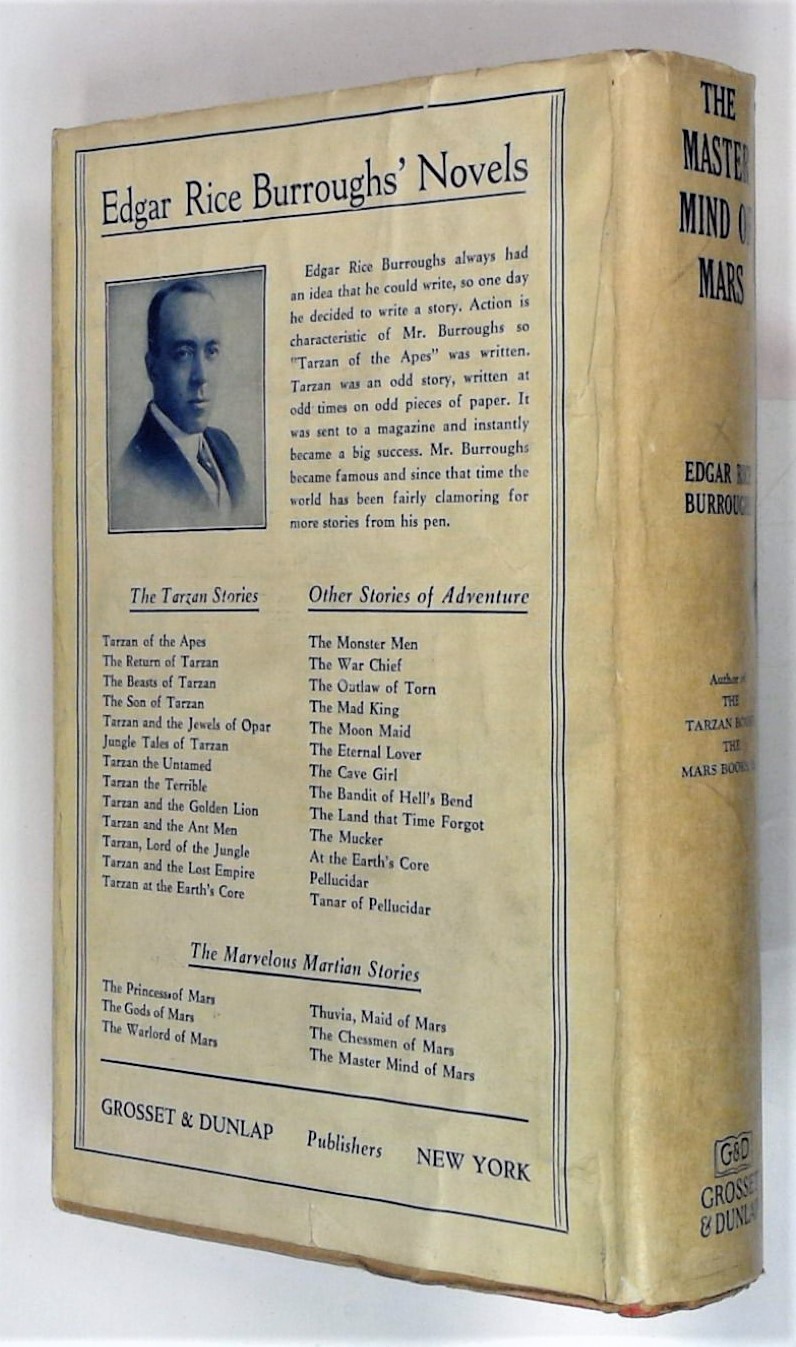 Edgar Rice Burroughs' Novels
Edgar Rice Burroughs always had
an idea that he could write, so one day
he decided to write a story. Action is
characteristic of Mr. Burroughs so
"Tarzan of the Apes" was written.
Tarzan was an odd story, written at
odd times on odd pieces of paper. It
was sent to a magazine and instantly
became a big success. Mr. Burroughs
became famous and since that time the
world has been fairly clamoring for
more stories from his pen.
The Tarzan Stories
Tarzan of the Apes
The Return of Tarzan
The Beasts of Tarzan
The Son of Tarzan
Tarzan and the Jewels of Opar
Jungle Tales of Tarzan
Tarzan the Untamed
Tarzan the Terrible
Tarzan and the Golden Lion
Tarzan and the Ant Men
Tarzan, Lord of the Jungle
Tarzan and the Lost Empire
Tarzan at the Earth's Core
Other Stories of Adventure
The Monster Men
The War Chief
The Outlaw of Torn
The Mad King
The Moon Maid
The Eternal Lover
The Cave Girl
The Bandit of Hell's Bend
The Land that Time Forgot
The Mucker
At the Earth's Core
Pellucidar
Tanar of Pellucidar
The Marvelous Martian Stories
The Princess of Mars
The Gods of Mars
The Warlord of Mars
Thuvia, Maid of Mars
The Chessmen of Mars
The Master Mind of Mars
GROSSET & DUNLAP Publishers NEW YORK
THE
MASTER
MIND O
MARS
EDGAR RICE
BURROUG
Author of
THE
TARZAN BO
THE
MARS BOOKS
G&D
GROSSE
& DUNLA